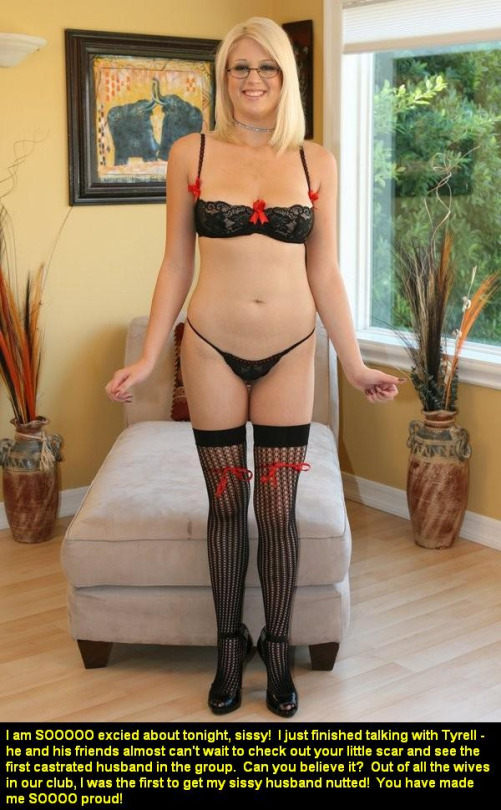 I am SOOOOO excied about tonight, sissy!  I just finished talking with Tyrell -
he and his friends almost can't wait to check out your little scar and see the
first castrated husband in the group.  Can you believe it?  Out of all the wives
in our club, I was the first to get my sissy husband nutted!  You have made
me SOOOO proud!